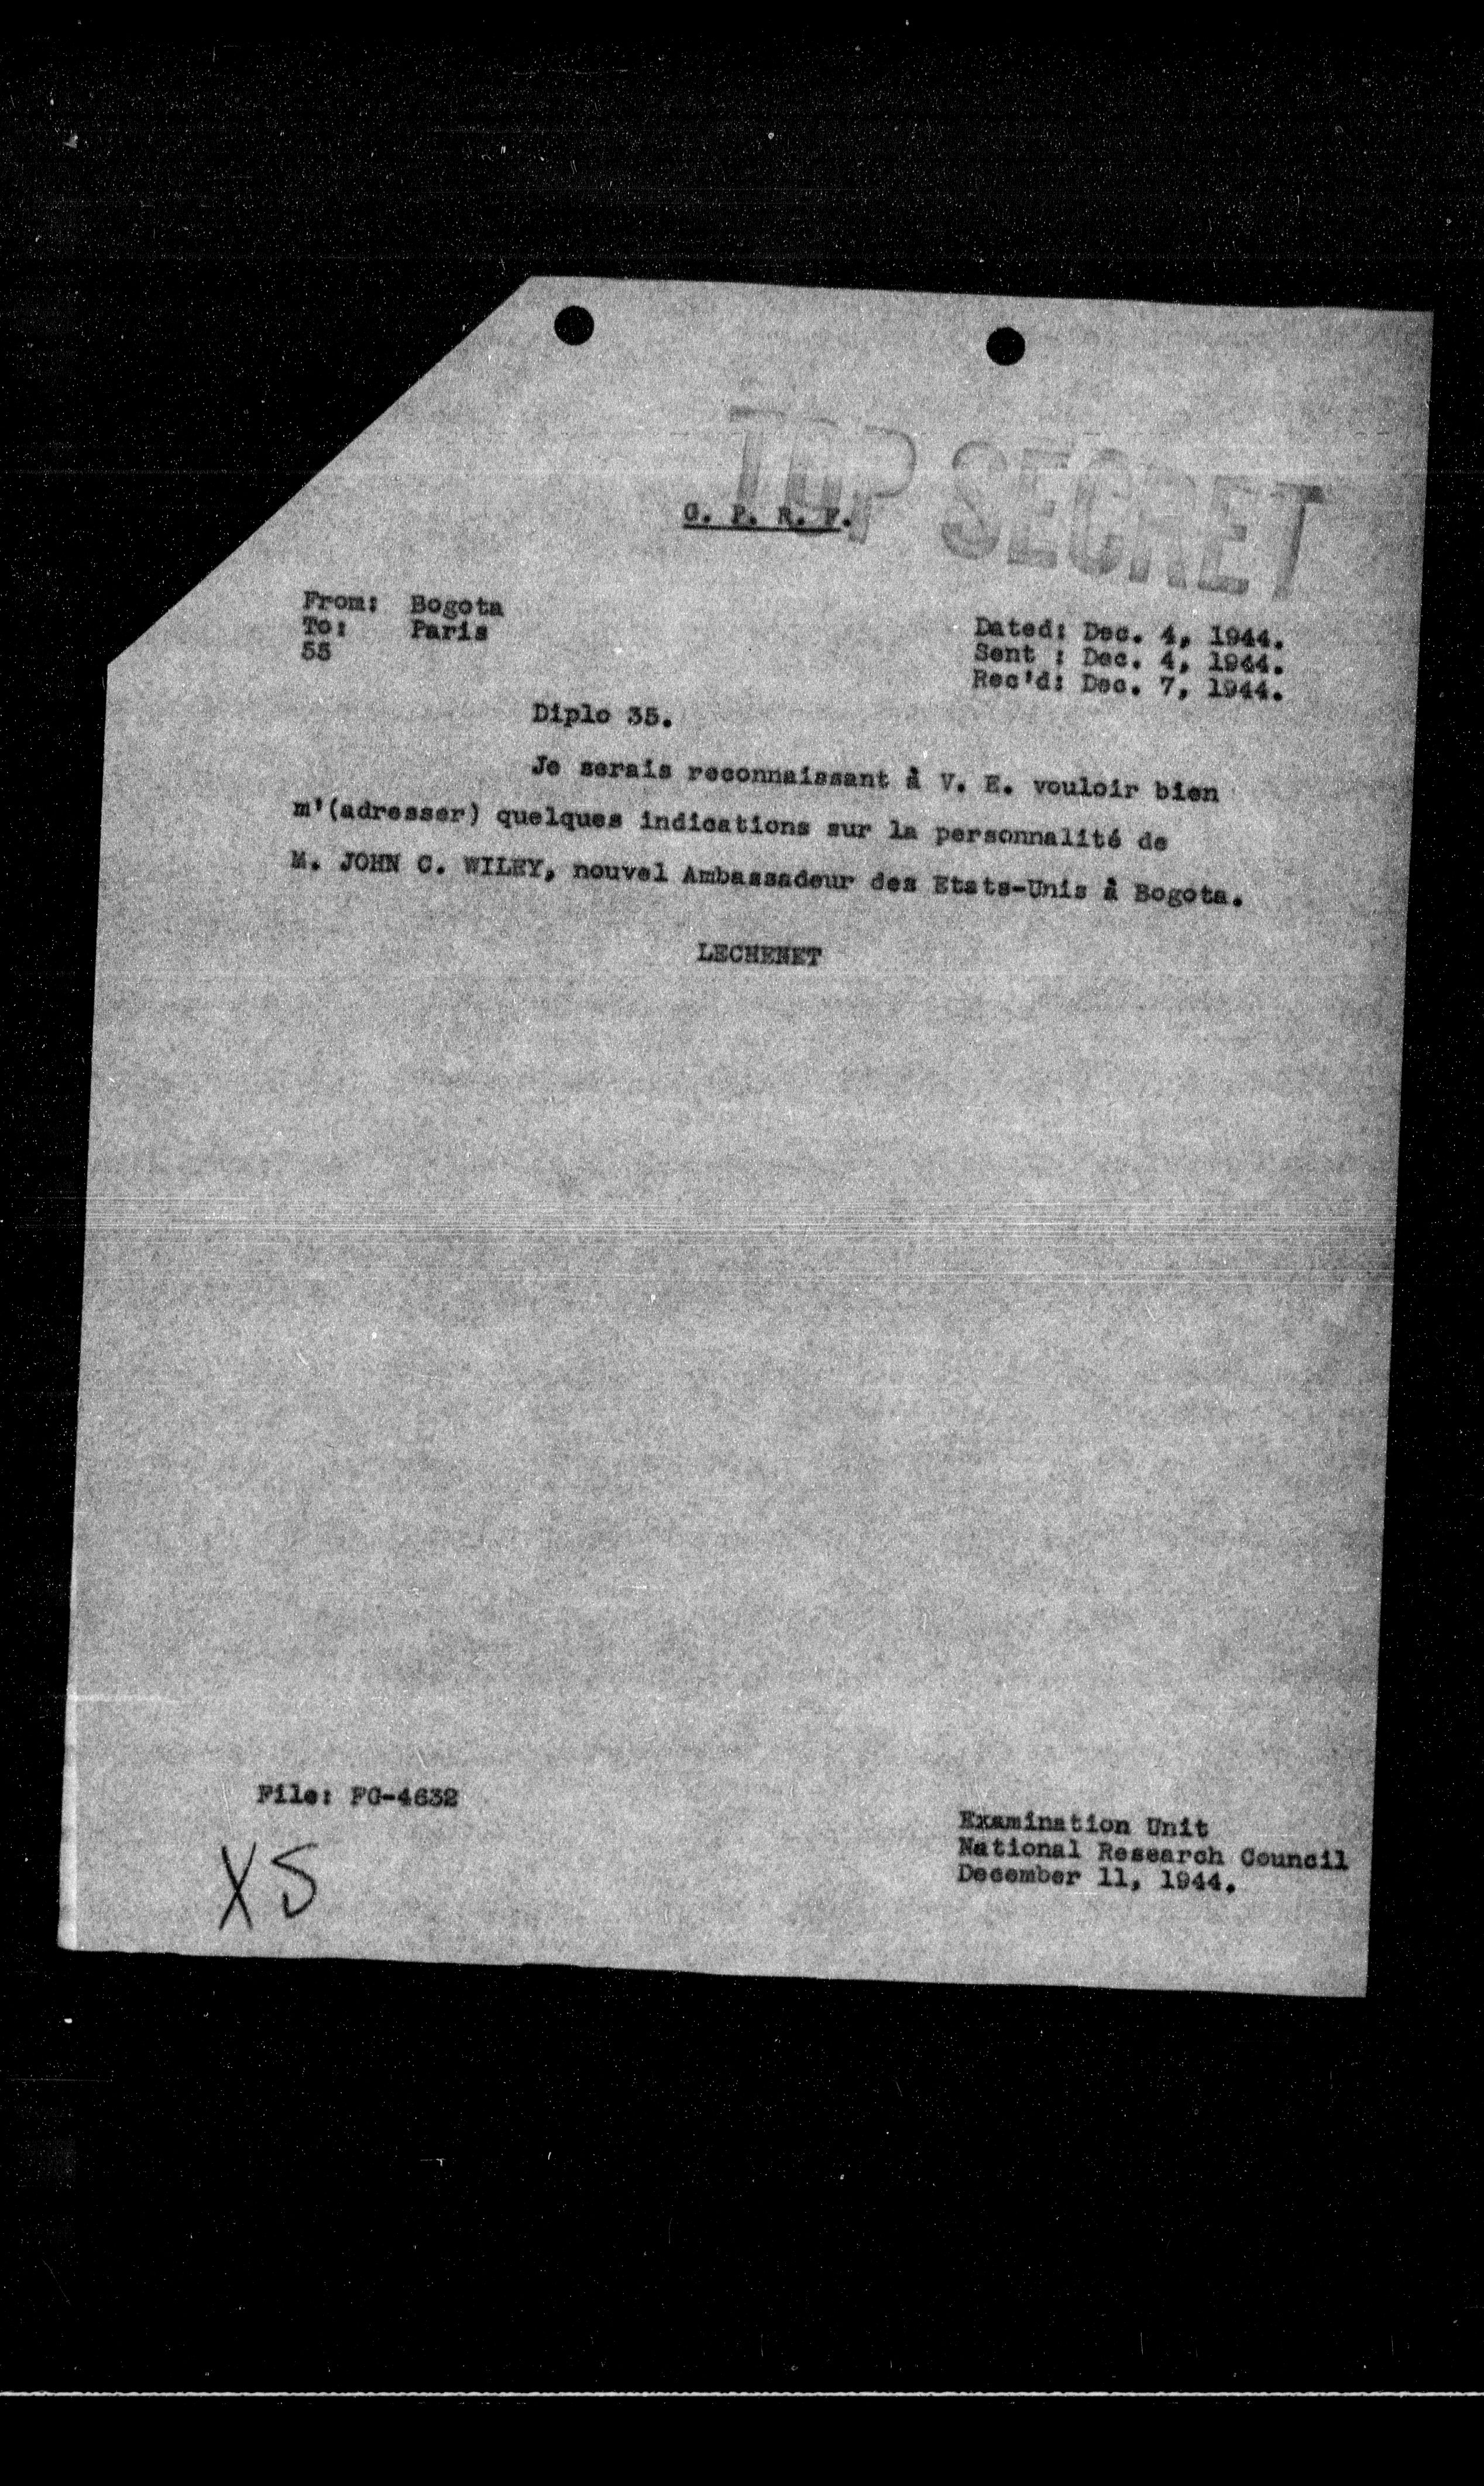 TOP SECRET
G. P. R. F.
From: Bogota
To: Paris
55
Dated: Dec. 4, 1944.
Sent : Dec. 4, 1944.
Rec'd: Dec. 7, 1944.
Diplo 35.
Je serais reconnaissant à V. E. vouloir bien
m'(adresser) quelques indications sur la personnalité de
M. JOHN C. WILEY, nouvel Ambassadeur des Etats-Unis à Bogota.
LECHENET
File: FG-4632
XS
Examination Unit
National Research Council
December 11, 1944.